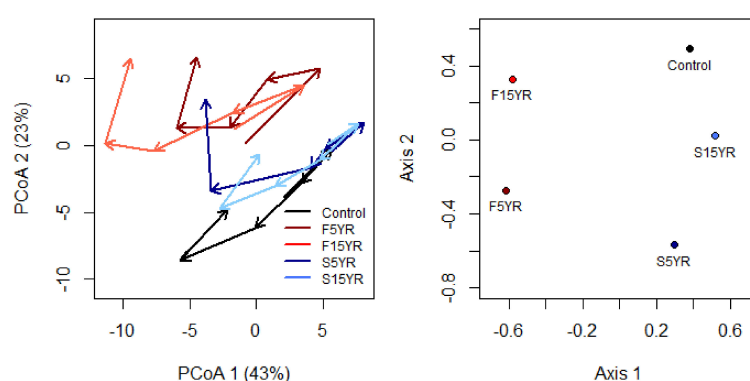 PCoA 2 (23%)
5
0
-5
-10
Control
F5YR
F15YR
S5YR
S15YR
-10
-5
0
5
PCoA 1 (43%)
Axis 2
0.4
0.0
-0.4
-0.8
Control
F15YR
S15YR
F5YR
S5YR
-0.6
-0.2
0.2
0.6
Axis 1